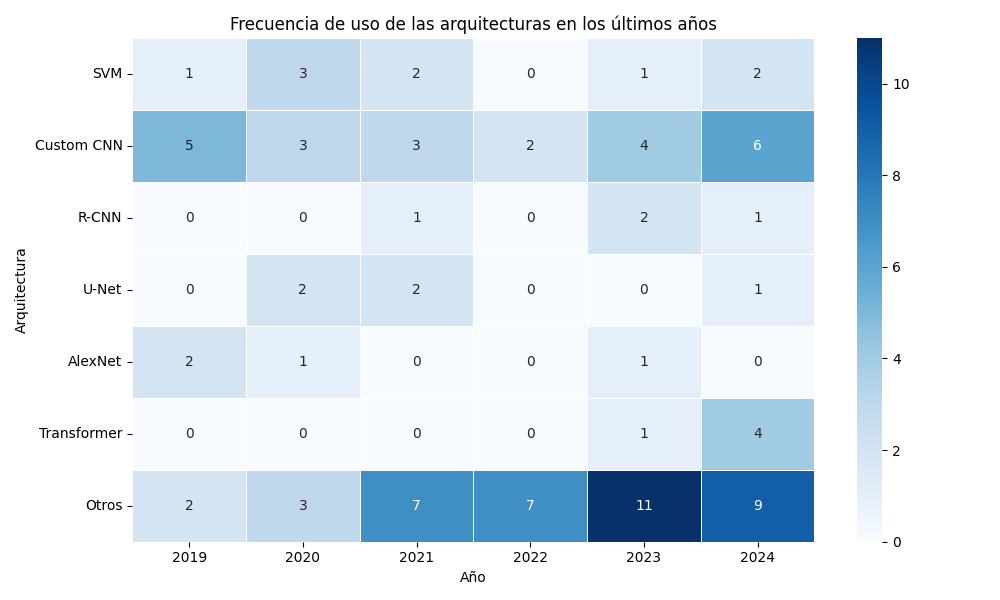 Frecuencia de uso de las arquitecturas en los últimos años
SVM 1 3 2 0 1 2
Custom CNN 5 3 3 2 4 6
R-CNN 0 0 1 0 2 1
U-Net 0 2 2 0 0 1
AlexNet 2 1 0 0 1 0
Transformer 0 0 0 0 1 4
Otros 2 3 7 7 11 9
2019 2020 2021 2022 2023 2024
Año
Arquitectura
10
8
6
4
2
0